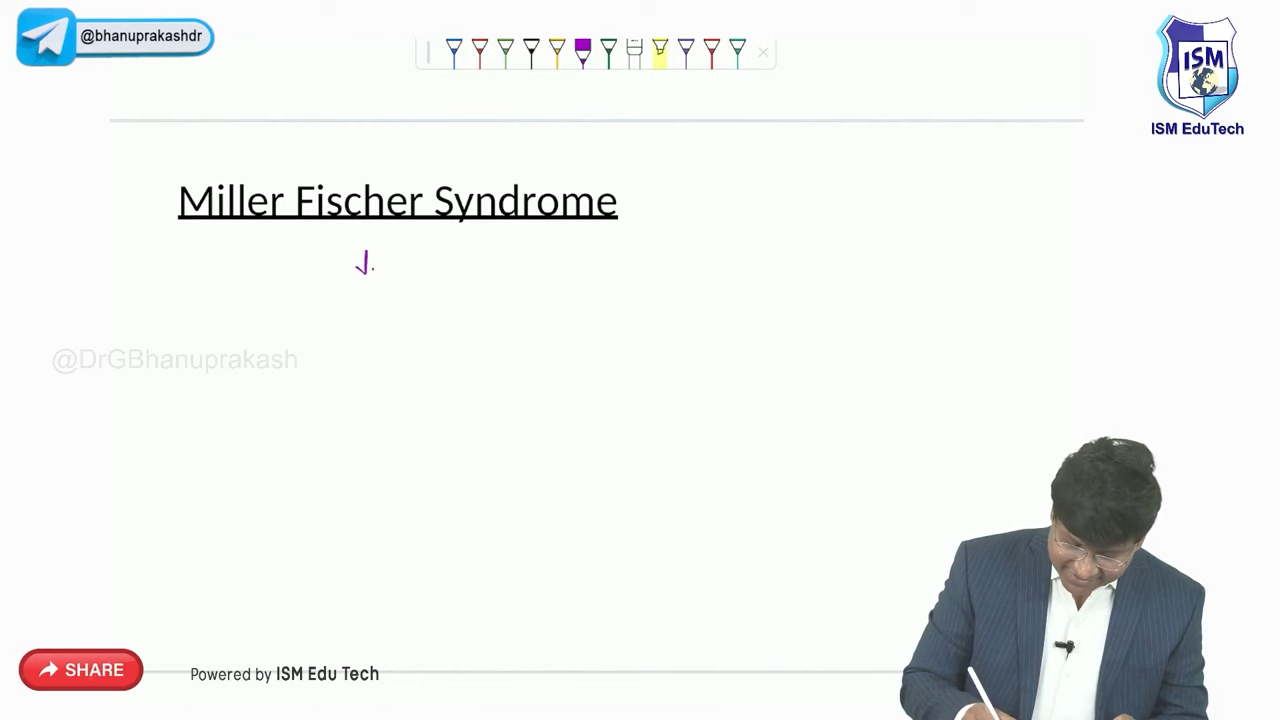 @bhanuprakashdr
ISM
ISM EduTech
Miller Fischer Syndrome
@DrGBhanuprakash
SHARE
Powered by ISM Edu Tech